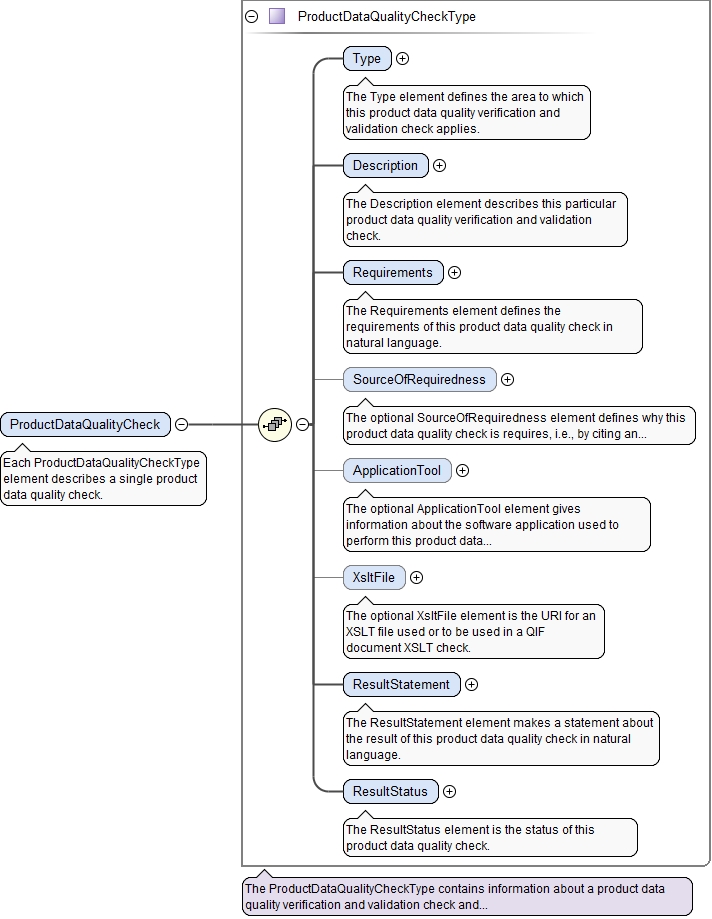 ProductDataQualityCheckType
Type
The Type element defines the area to which
this product data quality verification and
validation check applies.
Description
The Description element describes this particular
product data quality verification and validation
check.
Requirements
The Requirements element defines the
requirements of this product data quality check in
natural language.
SourceOfRequiredness
The optional SourceOfRequiredness element defines why this
product data quality check is requires, i.e., by citing an...
ProductDataQualityCheck
Each ProductDataQualityCheckType
element describes a single product
data quality check.
ApplicationTool
The optional ApplicationTool element gives
information about the software application used to
perform this product data...
XsltFile
The optional XsltFile element is the URI for an
XSLT file used or to be used in a QIF
document XSLT check.
ResultStatement
The ResultStatement element makes a statement about
the result of this product data quality check in natural
language.
ResultStatus
The ResultStatus element is the status of this
product data quality check.
The ProductDataQualityCheckType contains information about a product data
quality verification and validation check and...